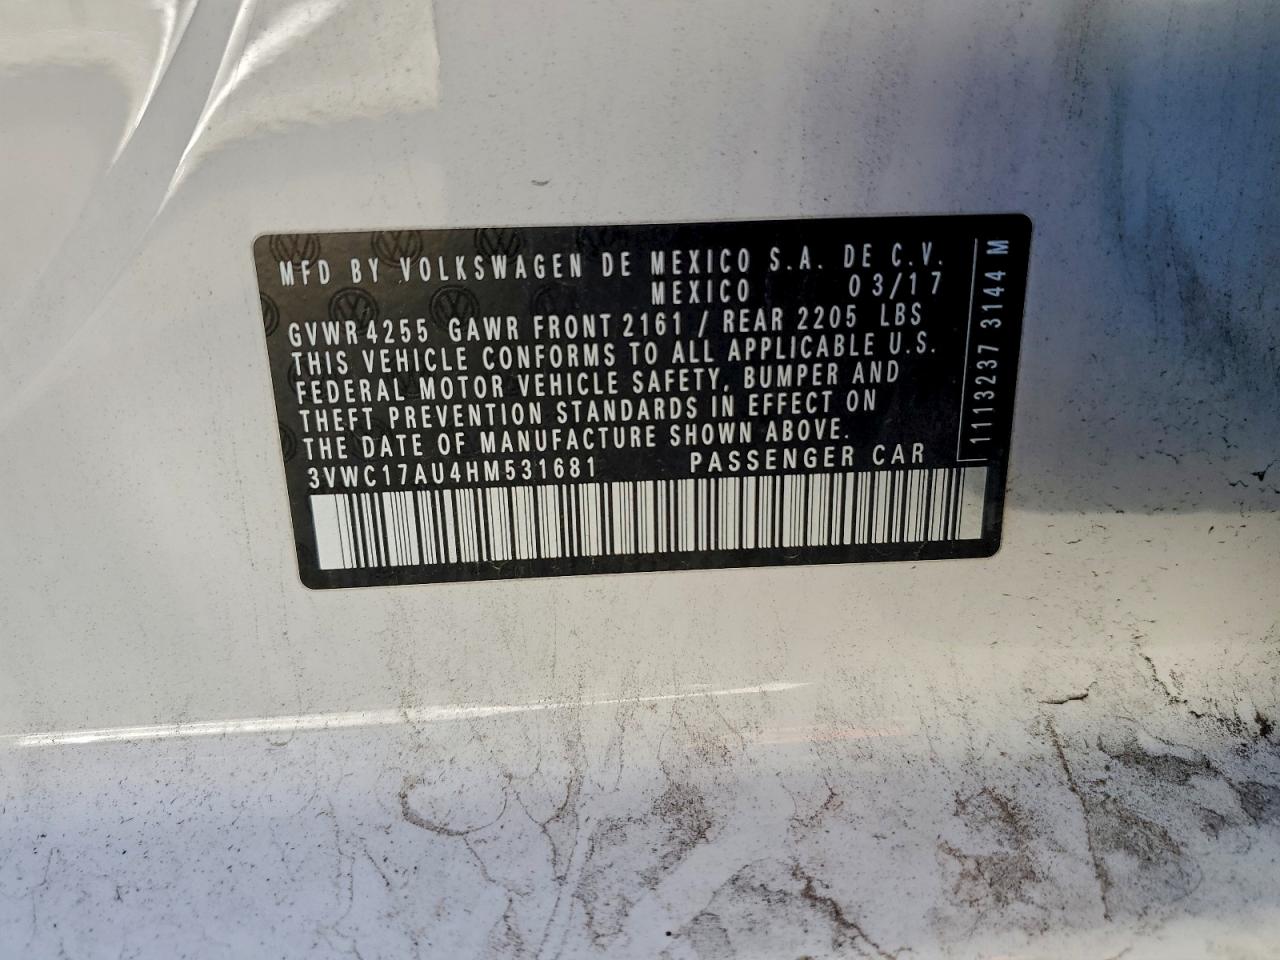 MFD BY VOLKSWAGEN DE MEXICO S.A. DE C.V.
MEXICO 03/17
GVWR 4255 GAWR FRONT 2161 / REAR 2205 LBS
THIS VEHICLE CONFORMS TO ALL APPLICABLE U.S.
FEDERAL MOTOR VEHICLE SAFETY, BUMPER AND
THEFT PREVENTION STANDARDS IN EFFECT ON
THE DATE OF MANUFACTURE SHOWN ABOVE.
3VWC17AU4HM531681 PASSENGER CAR
1113237 3144 M